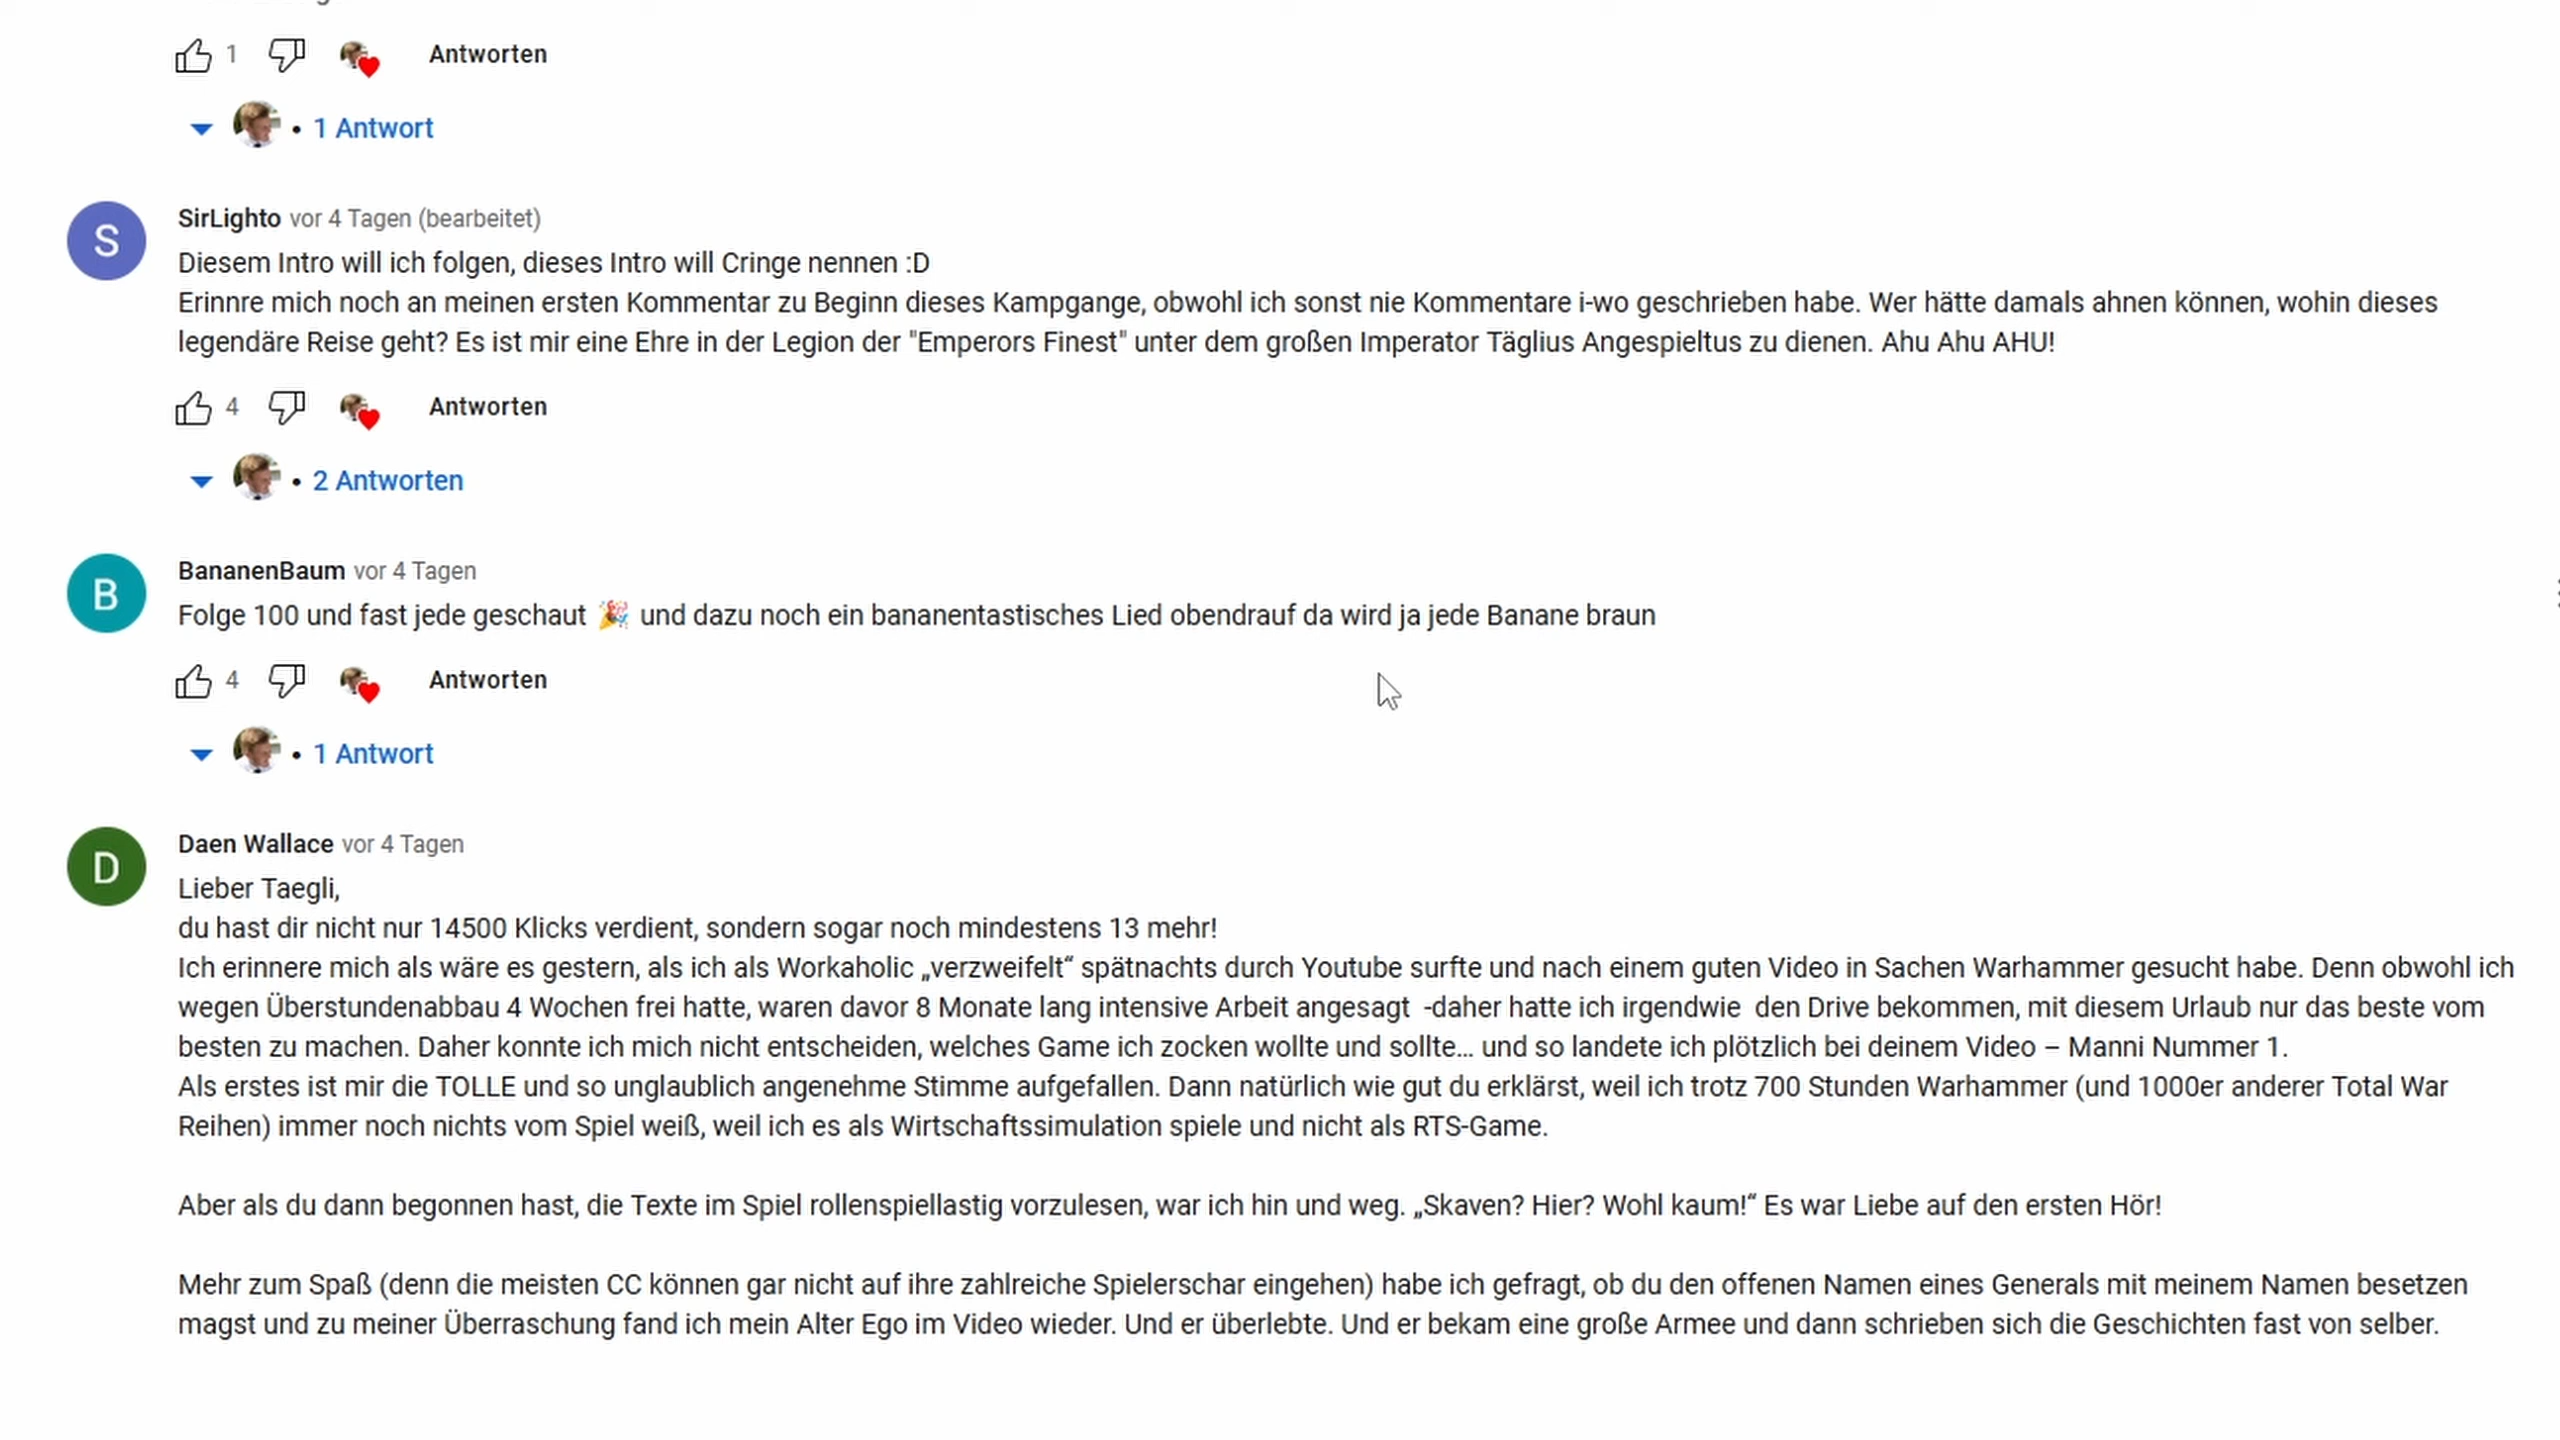 1 Antworten
1 Antwort
S SirLighto vor 4 Tagen (bearbeitet)
Diesem Intro will ich folgen, dieses Intro will Cringe nennen :D
Erinnre mich noch an meinen ersten Kommentar zu Beginn dieses Kampgange, obwohl ich sonst nie Kommentare i-wo geschrieben habe. Wer hätte damals ahnen können, wohin dieses
legendäre Reise geht? Es ist mir eine Ehre in der Legion der "Emperors Finest" unter dem großen Imperator Täglius Angespieltus zu dienen. Ahu Ahu AHU!
4 Antworten
2 Antworten
B BananenBaum vor 4 Tagen
Folge 100 und fast jede geschaut 🎉 und dazu noch ein bananentastisches Lied obendrauf da wird ja jede Banane braun
4 Antworten
1 Antwort
D Daen Wallace vor 4 Tagen
Lieber Taegli,
du hast dir nicht nur 14500 Klicks verdient, sondern sogar noch mindestens 13 mehr!
Ich erinnere mich als wäre es gestern, als ich als Workaholic „verzweifelt“ spätnachts durch Youtube surfte und nach einem guten Video in Sachen Warhammer gesucht habe. Denn obwohl ich
wegen Überstundenabbau 4 Wochen frei hatte, waren davor 8 Monate lang intensive Arbeit angesagt -daher hatte ich irgendwie den Drive bekommen, mit diesem Urlaub nur das beste vom
besten zu machen. Daher konnte ich mich nicht entscheiden, welches Game ich zocken wollte und sollte... und so landete ich plötzlich bei deinem Video – Manni Nummer 1.
Als erstes ist mir die TOLLE und so unglaublich angenehme Stimme aufgefallen. Dann natürlich wie gut du erklärst, weil ich trotz 700 Stunden Warhammer (und 1000er anderer Total War
Reihen) immer noch nichts vom Spiel weiß, weil ich es als Wirtschaftssimulation spiele und nicht als RTS-Game.
Aber als du dann begonnen hast, die Texte im Spiel rollenspiellastig vorzulesen, war ich hin und weg. „Skaven? Hier? Wohl kaum!“ Es war Liebe auf den ersten Hör!
Mehr zum Spaß (denn die meisten CC können gar nicht auf ihre zahlreiche Spielerschar eingehen) habe ich gefragt, ob du den offenen Namen eines Generals mit meinem Namen besetzen
magst und zu meiner Überraschung fand ich mein Alter Ego im Video wieder. Und er überlebte. Und er bekam eine große Armee und dann schrieben sich die Geschichten fast von selber.